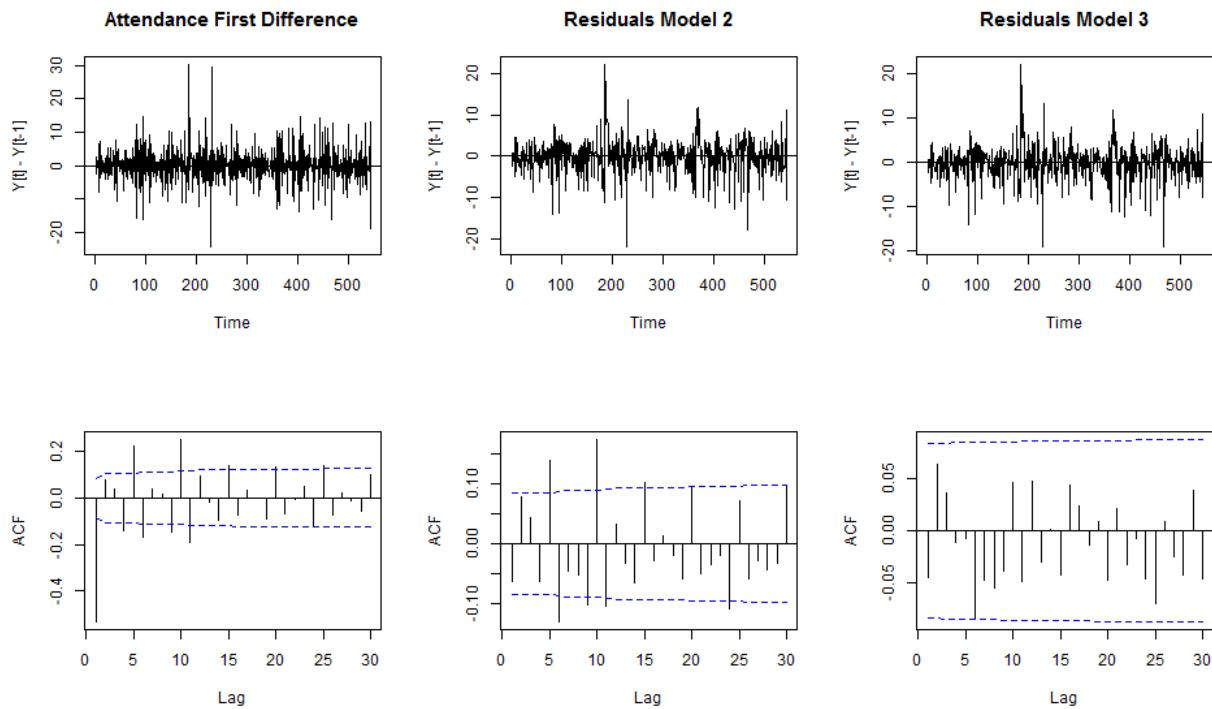 Attendance First Difference
Residuals Model 2
Residuals Model 3
Y[t] - Y[t-1]
30
20
10
0
-20
0 100 200 300 400 500
Time
Y[t] - Y[t-1]
20
10
0
-10
-20
0 100 200 300 400 500
Time
Y[t] - Y[t-1]
20
10
0
-10
-20
0 100 200 300 400 500
Time
ACF
0.2
0.0
-0.2
-0.4
0 5 10 15 20 25 30
Lag
ACF
0.10
0.00
-0.10
0 5 10 15 20 25 30
Lag
ACF
0.05
0.00
-0.05
0 5 10 15 20 25 30
Lag